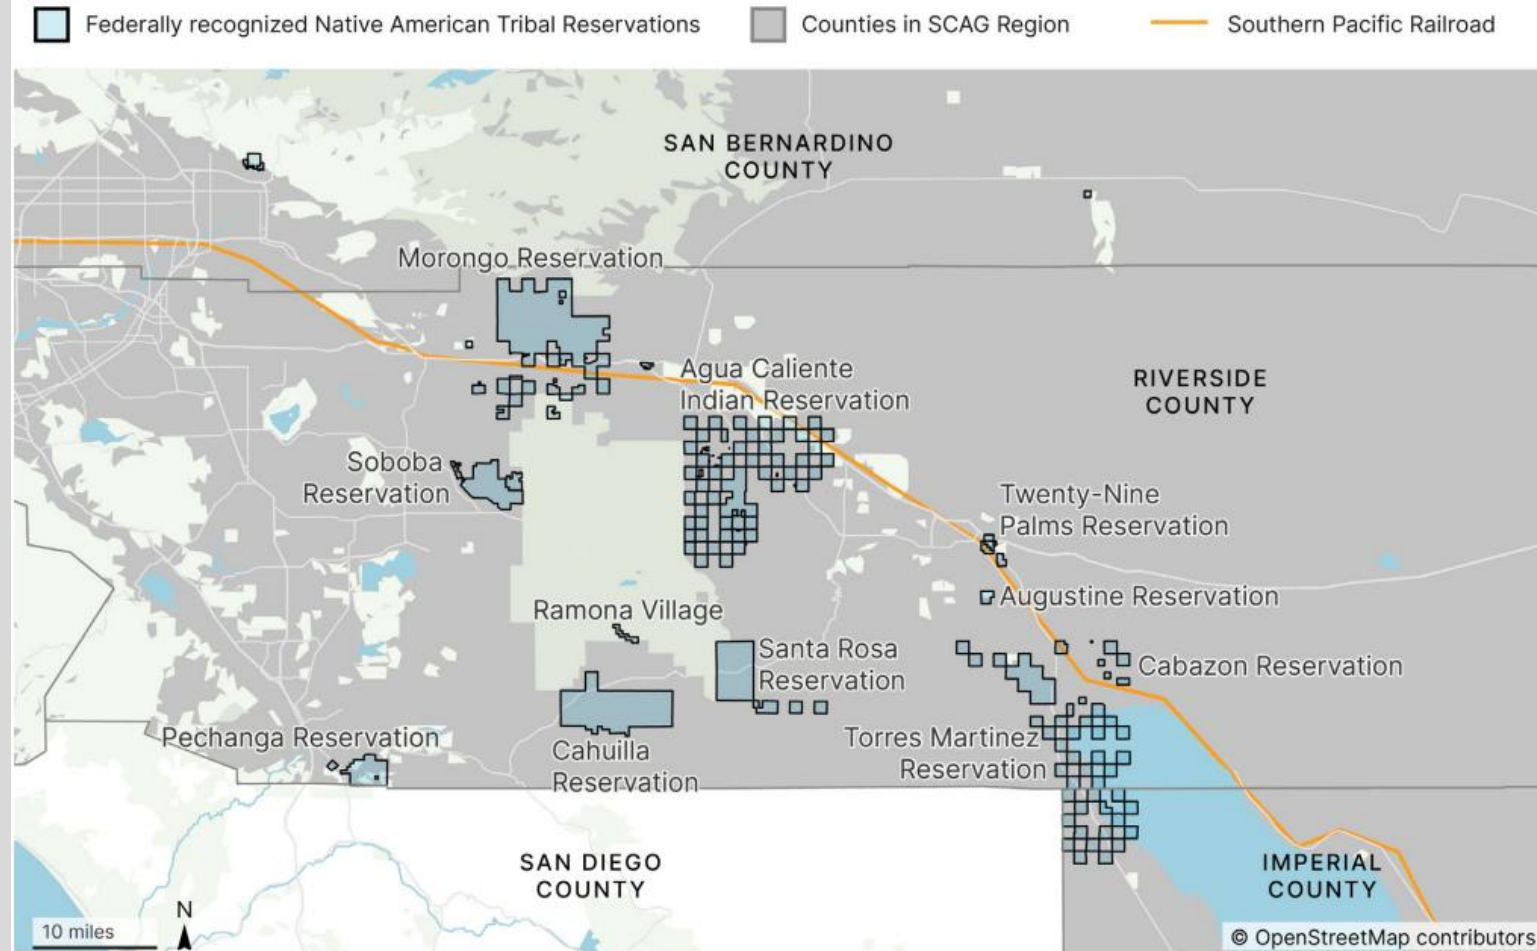 Federally recognized Native American Tribal Reservations
Counties in SCAG Region
Southern Pacific Railroad
SAN BERNARDINO
COUNTY
Morongo Reservation
Agua Caliente
Indian Reservation
RIVERSIDE
COUNTY
Soboba
Reservation
Twenty-Nine
Palms Reservation
Augustine Reservation
Ramona Village
Santa Rosa
Reservation
Cabazon Reservation
Pechanga Reservation
Cahuilla
Reservation
Torres Martinez
Reservation
SAN DIEGO
COUNTY
IMPERIAL
COUNTY
N
10 miles
© OpenStreetMap contributors